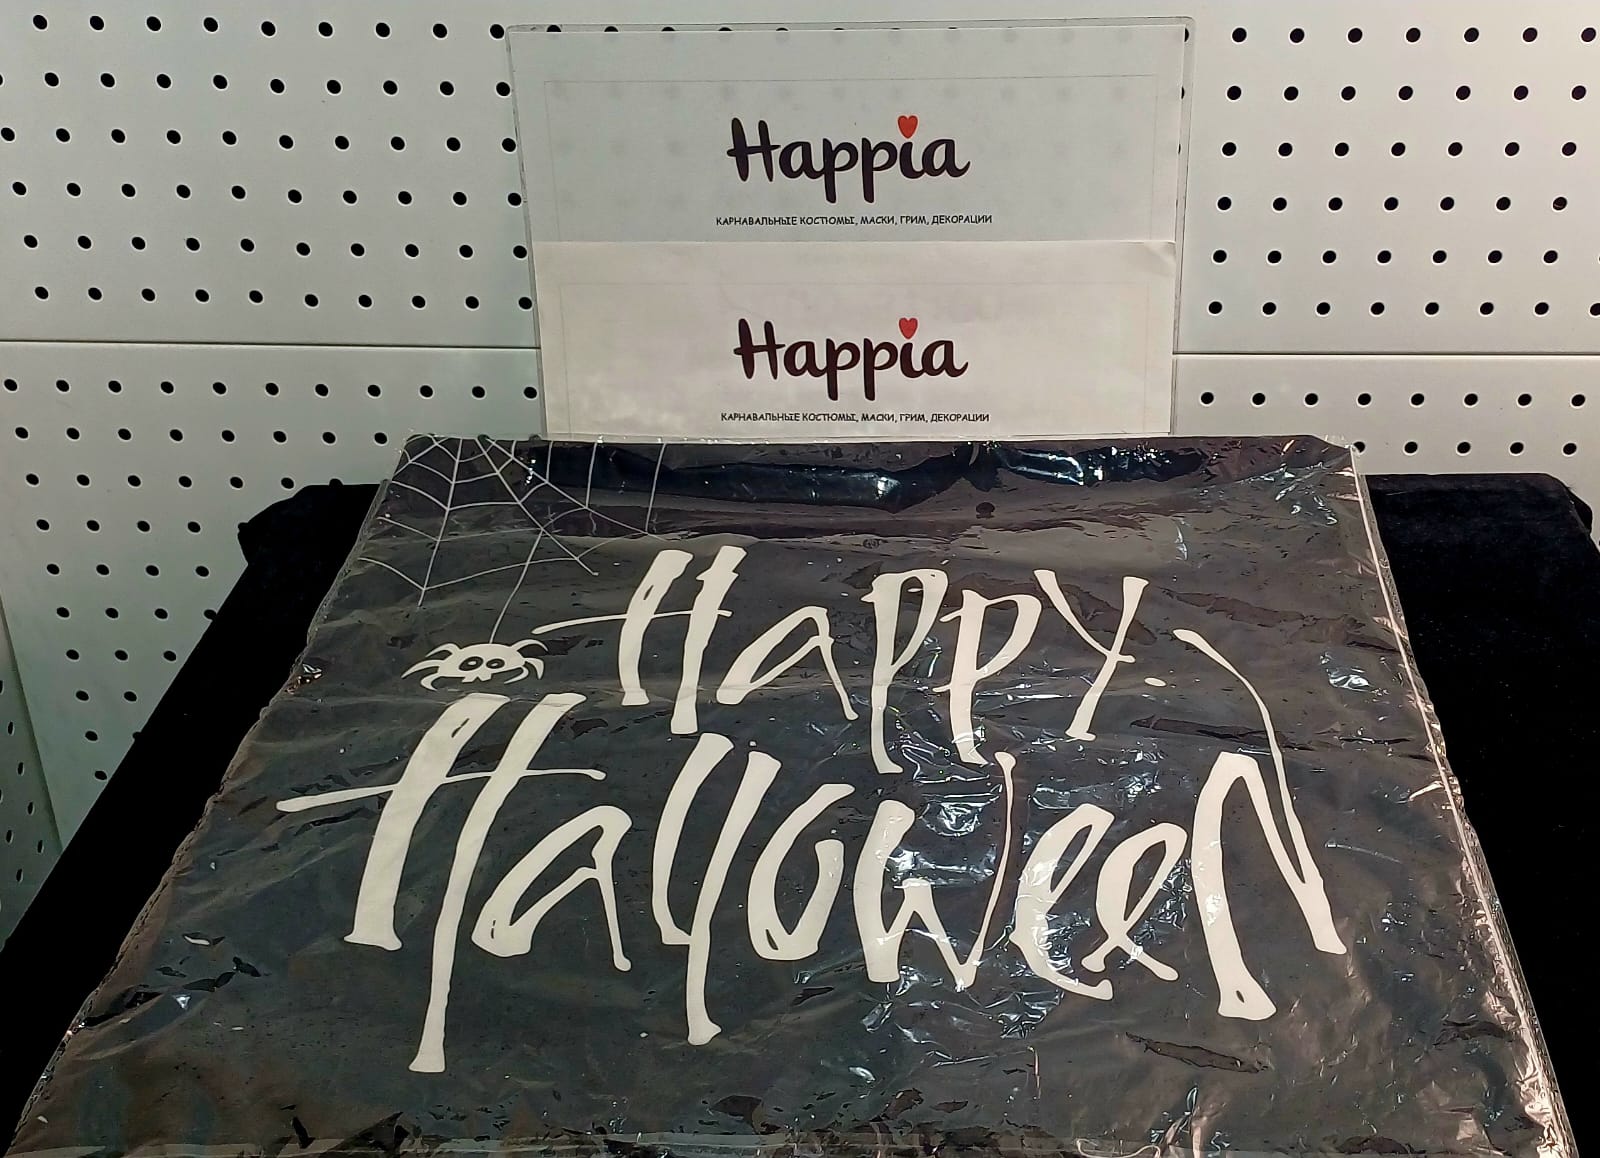 Happia
КАРНАВАЛЬНЫЕ КОСТЮМЫ, МАСКИ, ГРИМ, ДЕКОРАЦИИ
Happia
КАРНАВАЛЬНЫЕ КОСТЮМЫ, МАСКИ, ГРИМ, ДЕКОРАЦИИ
Happy
Halloween